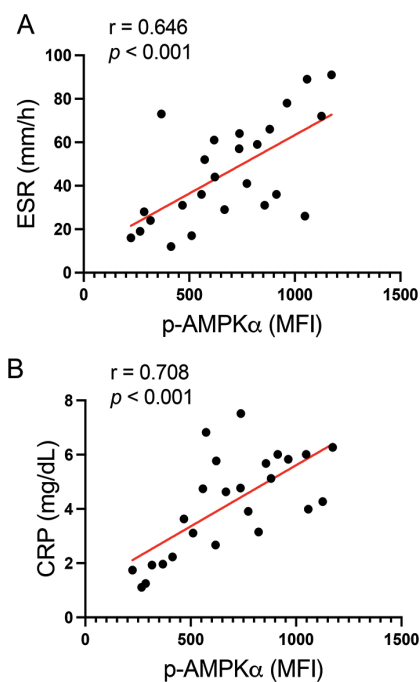 A
r = 0.646
p < 0.001
100
80
60
40
20
0
ESR (mm/h)
0 500 1000 1500
p-AMPKα (MFI)
B
r = 0.708
p < 0.001
8
6
4
2
0
CRP (mg/dL)
0 500 1000 1500
p-AMPKα (MFI)